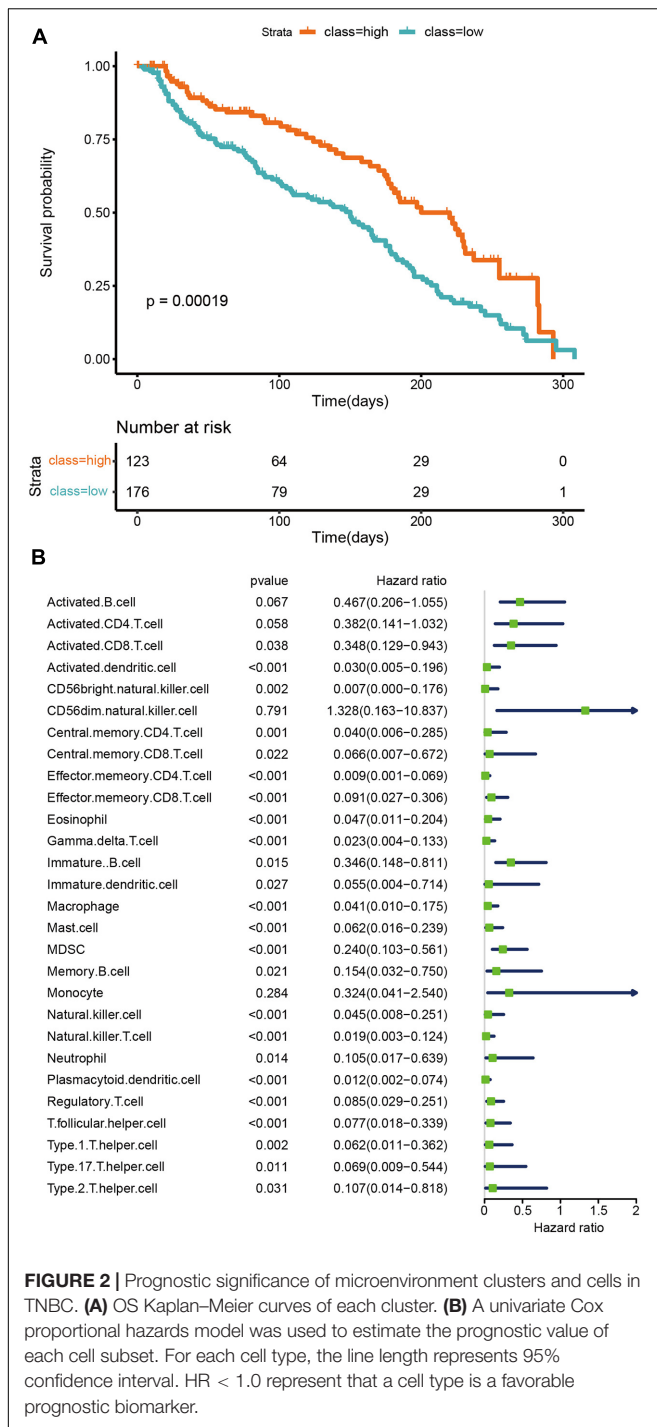 A
Strata class=high class=low
1.00
0.75
0.50
0.25
0.00
Survival probability
p = 0.00019
0 100 200 300
Time(days)
Number at risk
Strata
class=high 123 64 29 0
class=low 176 79 29 1
0 100 200 300
Time(days)
B
pvalue Hazard ratio
Activated.B.cell 0.067 0.467(0.206−1.055)
Activated.CD4.T.cell 0.058 0.382(0.141−1.032)
Activated.CD8.T.cell 0.038 0.348(0.129−0.943)
Activated.dendritic.cell <0.001 0.030(0.005−0.196)
CD56bright.natural.killer.cell 0.002 0.007(0.000−0.176)
CD56dim.natural.killer.cell 0.791 1.328(0.163−10.837)
Central.memory.CD4.T.cell 0.001 0.040(0.006−0.285)
Central.memory.CD8.T.cell 0.022 0.066(0.007−0.672)
Effector.memeory.CD4.T.cell <0.001 0.009(0.001−0.069)
Effector.memeory.CD8.T.cell <0.001 0.091(0.027−0.306)
Eosinophil <0.001 0.047(0.011−0.204)
Gamma.delta.T.cell <0.001 0.023(0.004−0.133)
Immature..B.cell 0.015 0.346(0.148−0.811)
Immature.dendritic.cell 0.027 0.055(0.004−0.714)
Macrophage <0.001 0.041(0.010−0.175)
Mast.cell <0.001 0.062(0.016−0.239)
MDSC <0.001 0.240(0.103−0.561)
Memory.B.cell 0.021 0.154(0.032−0.750)
Monocyte 0.284 0.324(0.041−2.540)
Natural.killer.cell <0.001 0.045(0.008−0.251)
Natural.killer.T.cell <0.001 0.019(0.003−0.124)
Neutrophil 0.014 0.105(0.017−0.639)
Plasmacytoid.dendritic.cell <0.001 0.012(0.002−0.074)
Regulatory.T.cell <0.001 0.085(0.029−0.251)
T.follicular.helper.cell <0.001 0.077(0.018−0.339)
Type.1.T.helper.cell 0.002 0.062(0.011−0.362)
Type.17.T.helper.cell 0.011 0.069(0.009−0.544)
Type.2.T.helper.cell 0.031 0.107(0.014−0.818)
0 0.5 1 1.5 2
Hazard ratio
FIGURE 2 | Prognostic significance of microenvironment clusters and cells in
TNBC. (A) OS Kaplan–Meier curves of each cluster. (B) A univariate Cox
proportional hazards model was used to estimate the prognostic value of
each cell subset. For each cell type, the line length represents 95%
confidence interval. HR < 1.0 represent that a cell type is a favorable
prognostic biomarker.